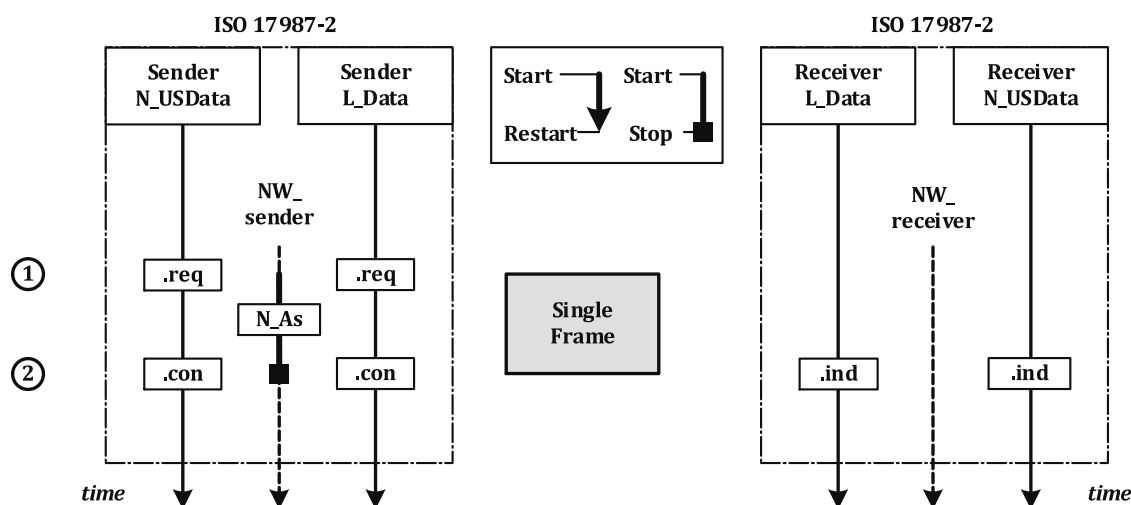 ISO 17987-2
ISO 17987-2
Sender
N_USData
Sender
L_Data
Start
Restart
Start
Stop
Receiver
L_Data
Receiver
N_USData
NW_
sender
NW_
receiver
1
.req
.req
N_As
Single
Frame
2
.con
.con
.ind
.ind
time
time